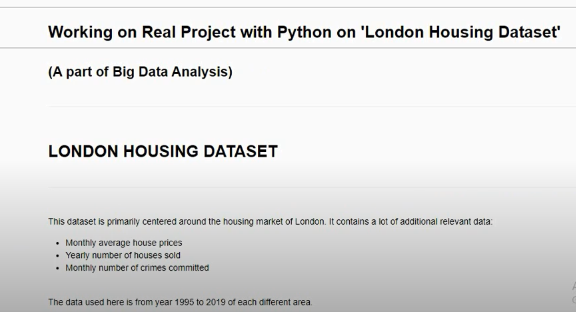 Working on Real Project with Python on 'London Housing Dataset'
(A part of Big Data Analysis)
LONDON HOUSING DATASET
This dataset is primarily centered around the housing market of London. It contains a lot of additional relevant data:
• Monthly average house prices
• Yearly number of houses sold
• Monthly number of crimes committed
The data used here is from year 1995 to 2019 of each different area.